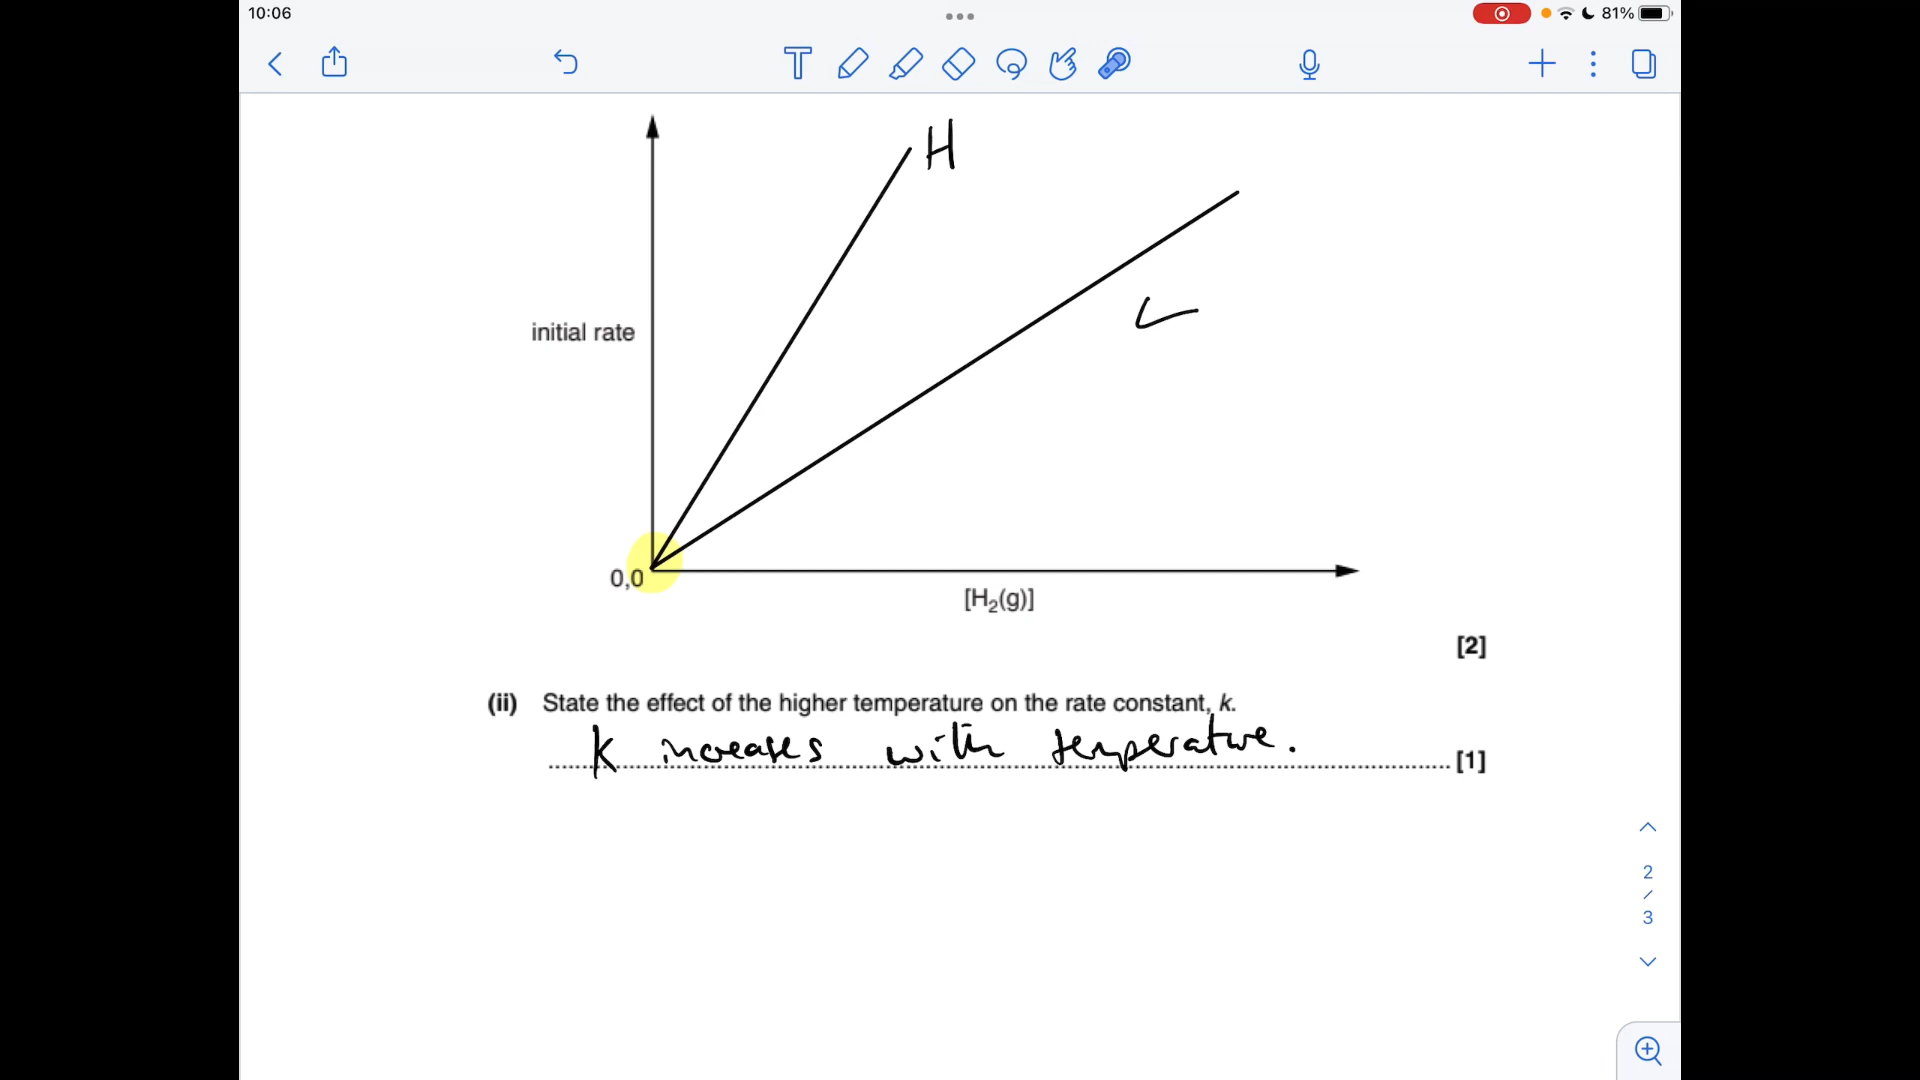 10:06
81%
T
H
L
initial rate
0,0
[H₂(g)]
[2]
(ii) State the effect of the higher temperature on the rate constant, k.
K increases with temperature.
[1]
2
/
3